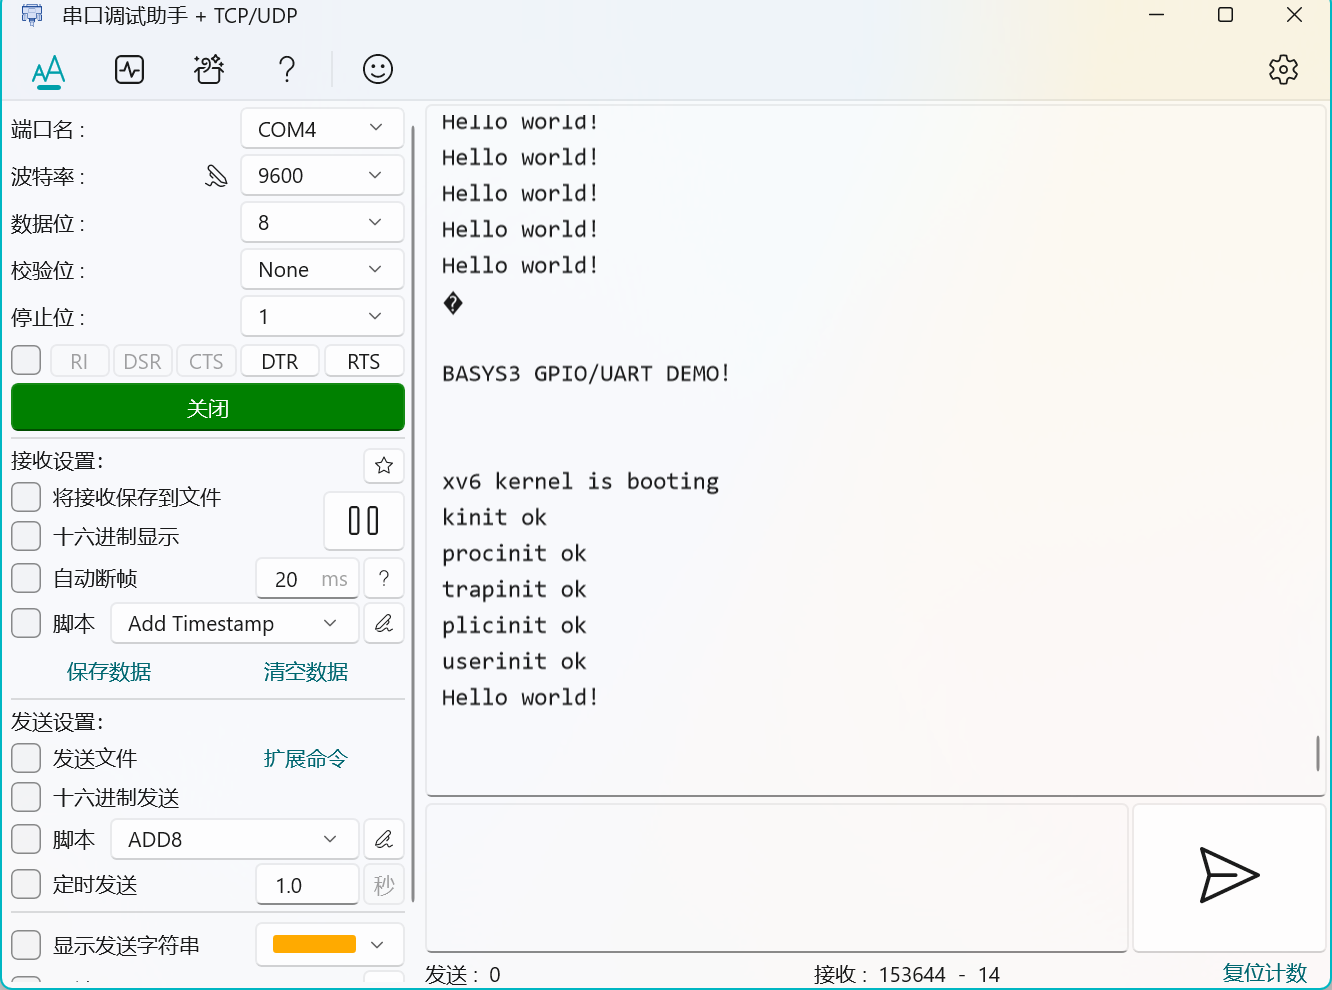 串口调试助手 + TCP/UDP
端口名 :
COM4
波特率 :
9600
数据位 :
8
校验位 :
None
停止位 :
1
RI DSR CTS DTR RTS
关闭
接收设置:
将接收保存到文件
十六进制显示
自动断帧
20 ms ?
脚本
Add Timestamp
保存数据
清空数据
发送设置:
发送文件
扩展命令
十六进制发送
脚本
ADD8
定时发送
1.0 秒
显示发送字符串
Hello world!
Hello world!
Hello world!
Hello world!
Hello world!
�
BASYS3 GPIO/UART DEMO!
xv6 kernel is booting
kinit ok
procinit ok
trapinit ok
plicinit ok
userinit ok
Hello world!
发送 : 0
接收 : 153644 - 14
复位计数